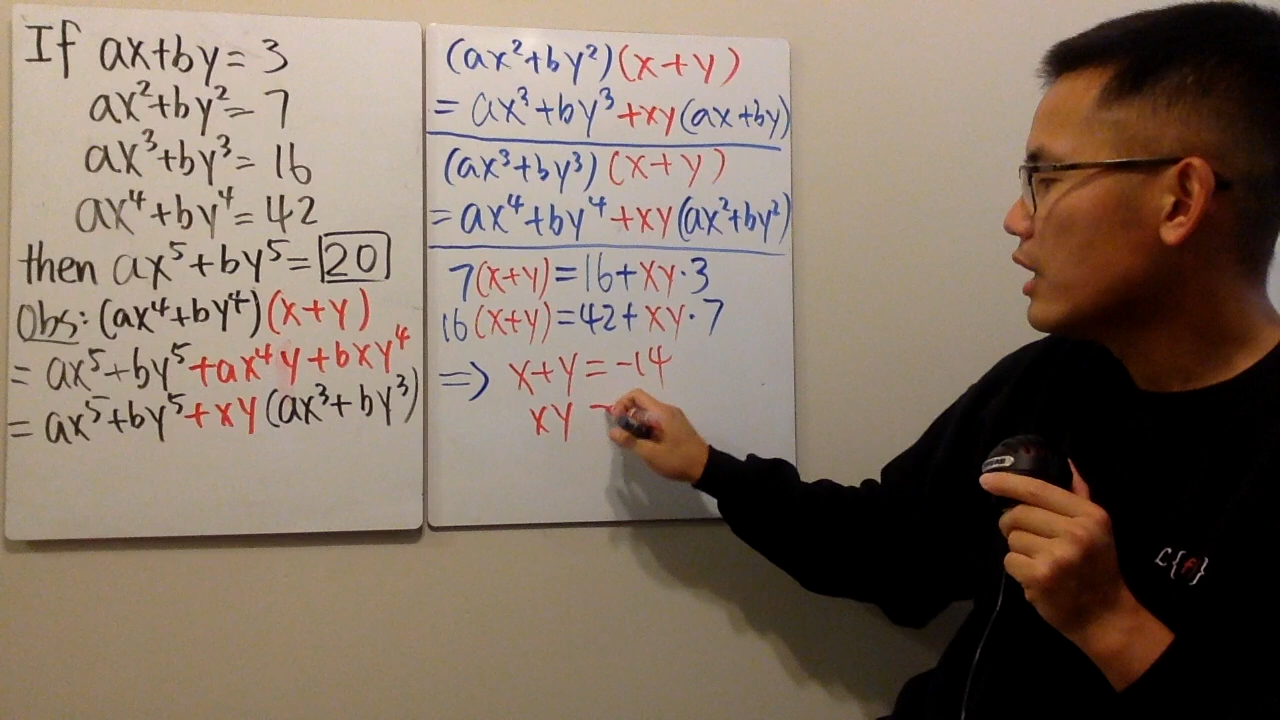 If ax+by=3
ax²+by²=7
ax³+by³=16
ax⁴+by⁴=42
then ax⁵+by⁵=20
Obs: (ax⁴+by⁴)(x+y)
= ax⁵+by⁵+ax⁴y+bxy⁴
= ax⁵+by⁵+xy(ax³+by³)
(ax²+by²)(x+y)
= ax³+by³+xy(ax+by)
(ax³+by³)(x+y)
= ax⁴+by⁴+xy(ax²+by²)
7(x+y)=16+xy·3
16(x+y)=42+xy·7
⇒ x+y=-14
xy
ℒ{f}